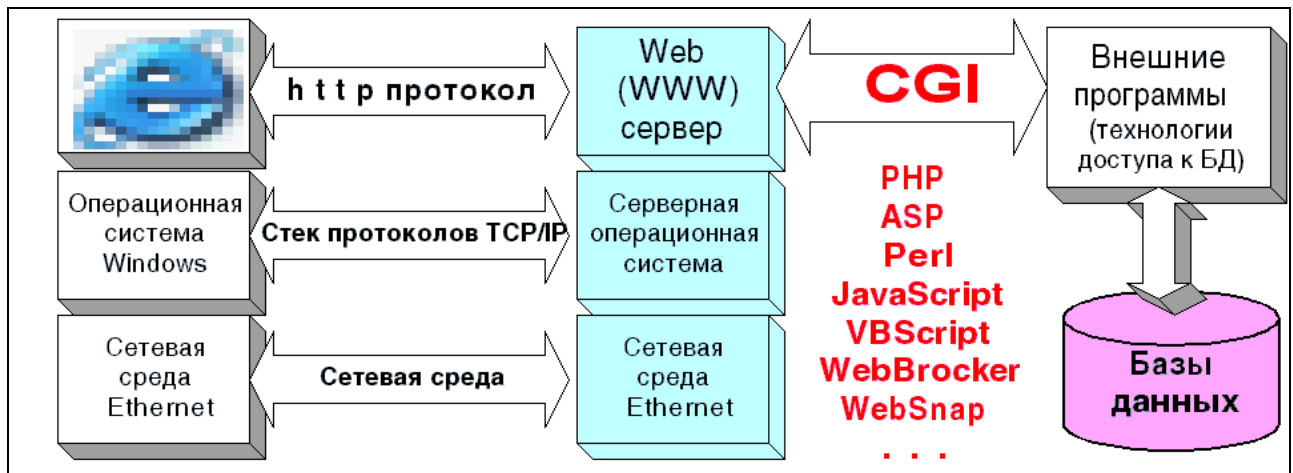 h t t p протокол
Web
(WWW)
сервер
CGI
Внешние
программы
(технологии
доступа к БД)
Операционная
система
Windows
Стек протоколов TCP/IP
Серверная
операционная
система
PHP
ASP
Perl
JavaScript
VBScript
WebBrocker
WebSnap
. . .
Сетевая
среда
Ethernet
Сетевая среда
Сетевая
среда
Ethernet
Базы
данных